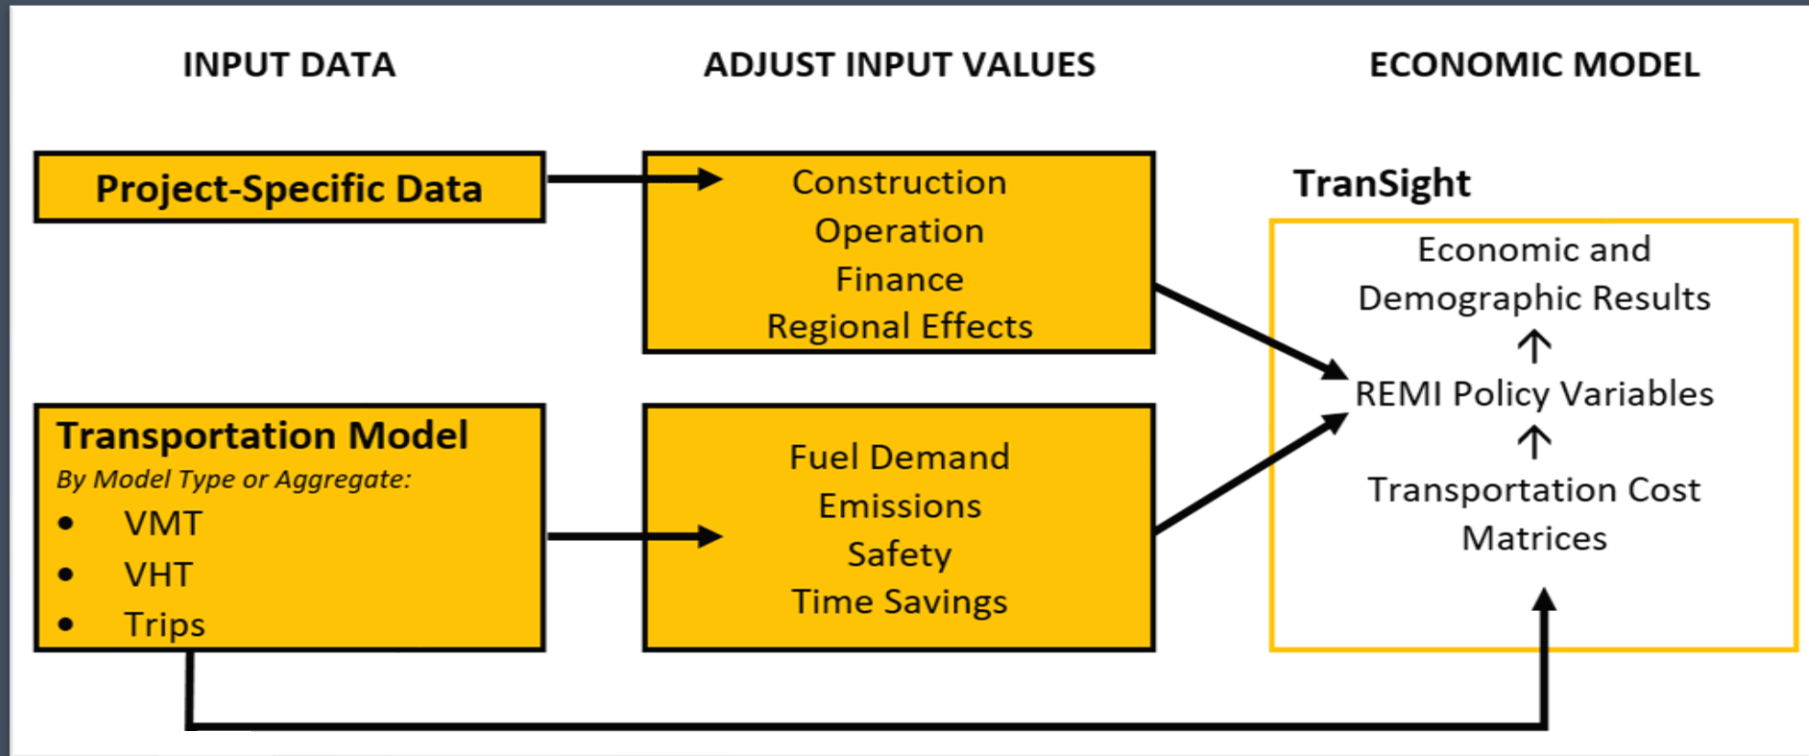 INPUT DATA
ADJUST INPUT VALUES
ECONOMIC MODEL
Project-Specific Data
Construction
Operation
Finance
Regional Effects
TranSight
Economic and
Demographic Results
↑
REMI Policy Variables
↑
Transportation Cost
Matrices
Transportation Model
By Model Type or Aggregate:
• VMT
• VHT
• Trips
Fuel Demand
Emissions
Safety
Time Savings